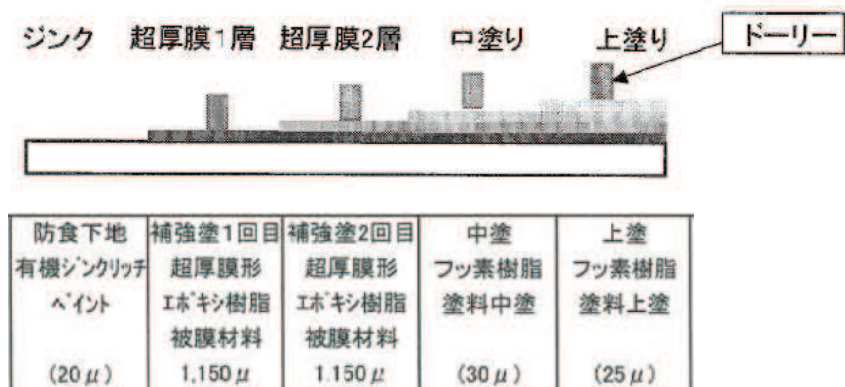 ジンク 超厚膜1層 超厚膜2層 中塗り 上塗り ドーリー
防食下地 補強塗1回目 補強塗2回目 中塗 上塗
有機ジンクリッチ 超厚膜形 超厚膜形 フッ素樹脂 フッ素樹脂
ペイント エポキシ樹脂 エポキシ樹脂 塗料中塗 塗料上塗
被膜材料 被膜材料
(20μ) 1,150μ 1.150μ (30μ) (25μ)